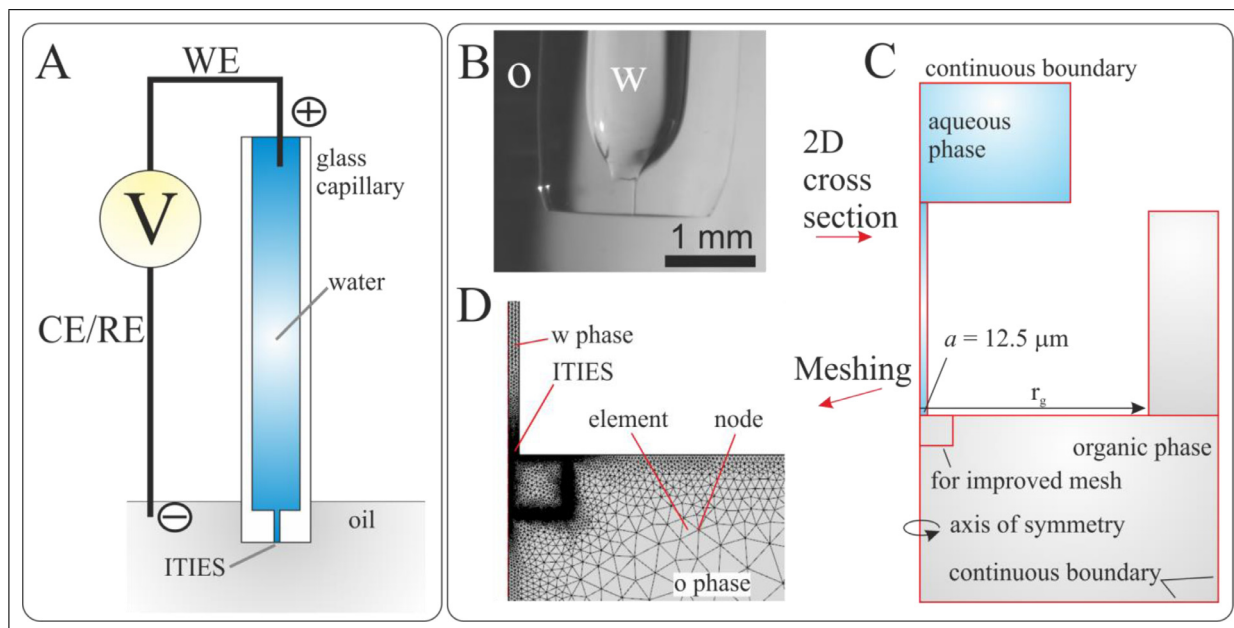 A
WE
+
glass
capillary
V
water
CE/RE
−
oil
ITIES
B
o
w
1 mm
2D
cross
section
C
continuous boundary
aqueous
phase
a = 12.5 μm
r_g
organic phase
for improved mesh
axis of symmetry
continuous boundary
Meshing
D
w phase
ITIES
element
node
o phase